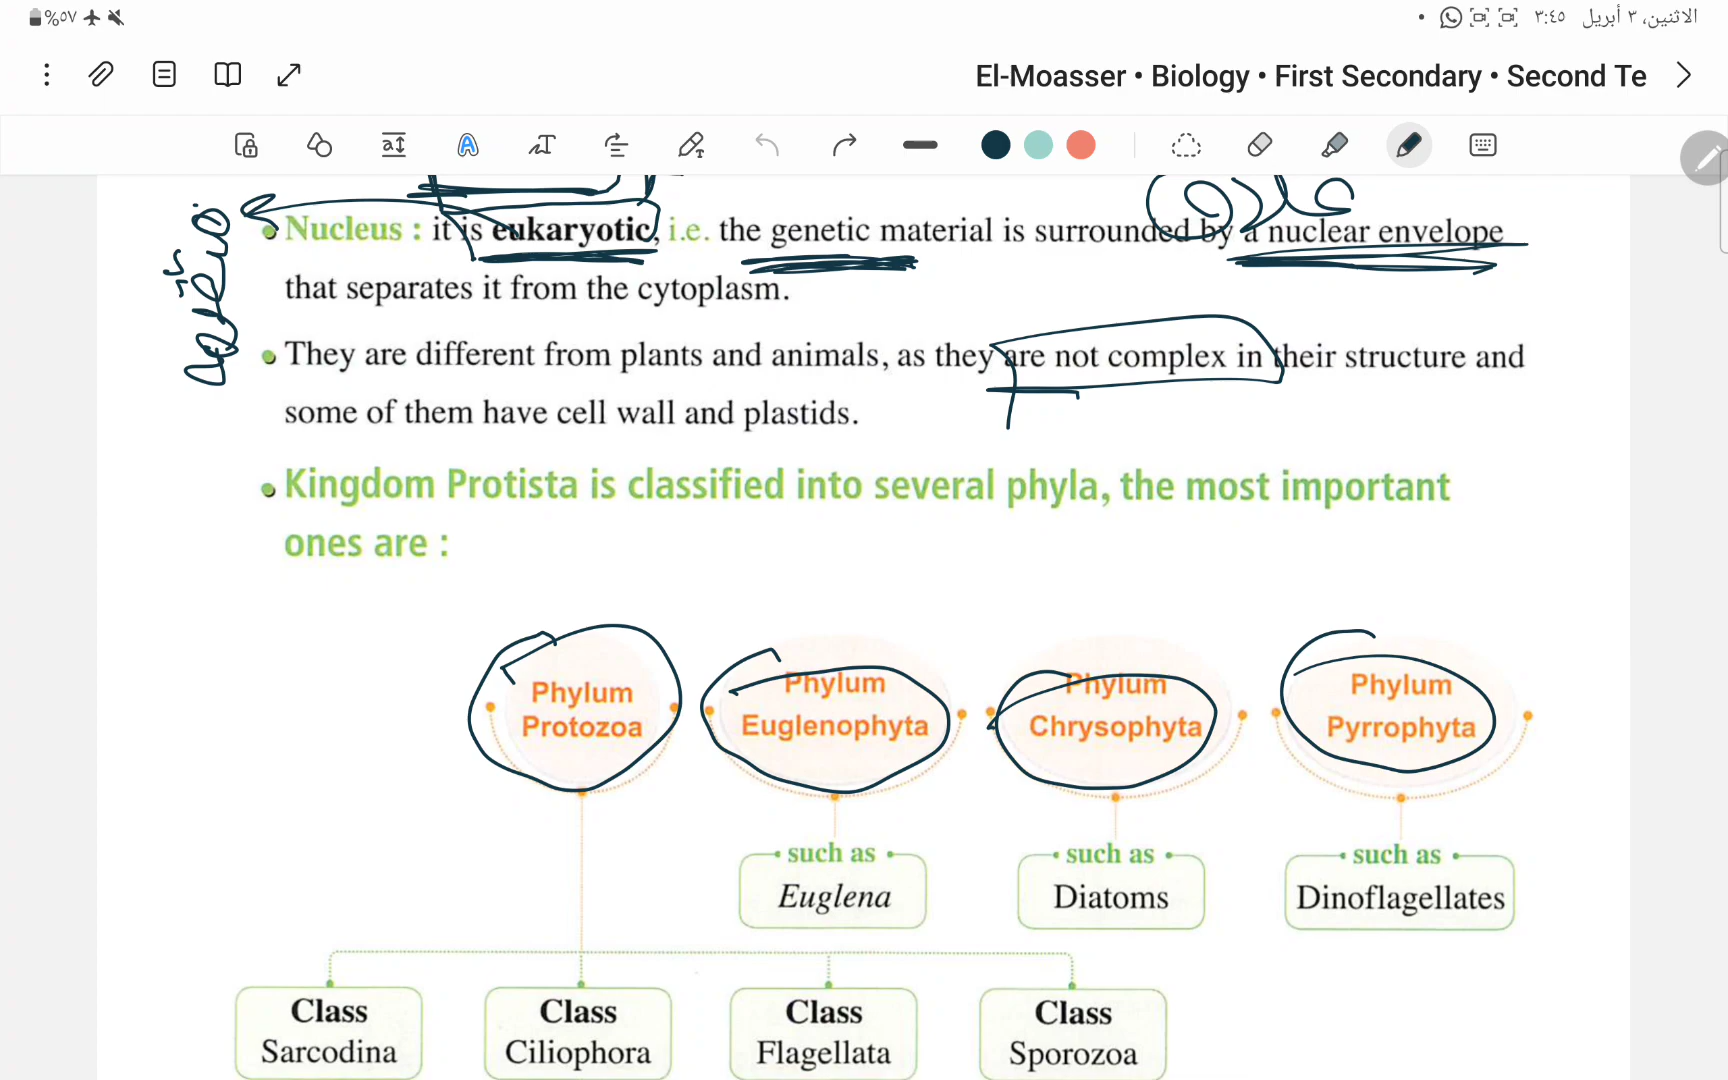 %٥٧
الاثنين، ٣ أبريل ٣:٤٥
El-Moasser • Biology • First Secondary • Second Te
Nucleus : it is eukaryotic, i.e. the genetic material is surrounded by a nuclear envelope
that separates it from the cytoplasm.
They are different from plants and animals, as they are not complex in their structure and
some of them have cell wall and plastids.
Kingdom Protista is classified into several phyla, the most important
ones are :
Phylum
Protozoa
Phylum
Euglenophyta
such as
Euglena
Phylum
Chrysophyta
such as
Diatoms
Phylum
Pyrrophyta
such as
Dinoflagellates
Class
Sarcodina
Class
Ciliophora
Class
Flagellata
Class
Sporozoa